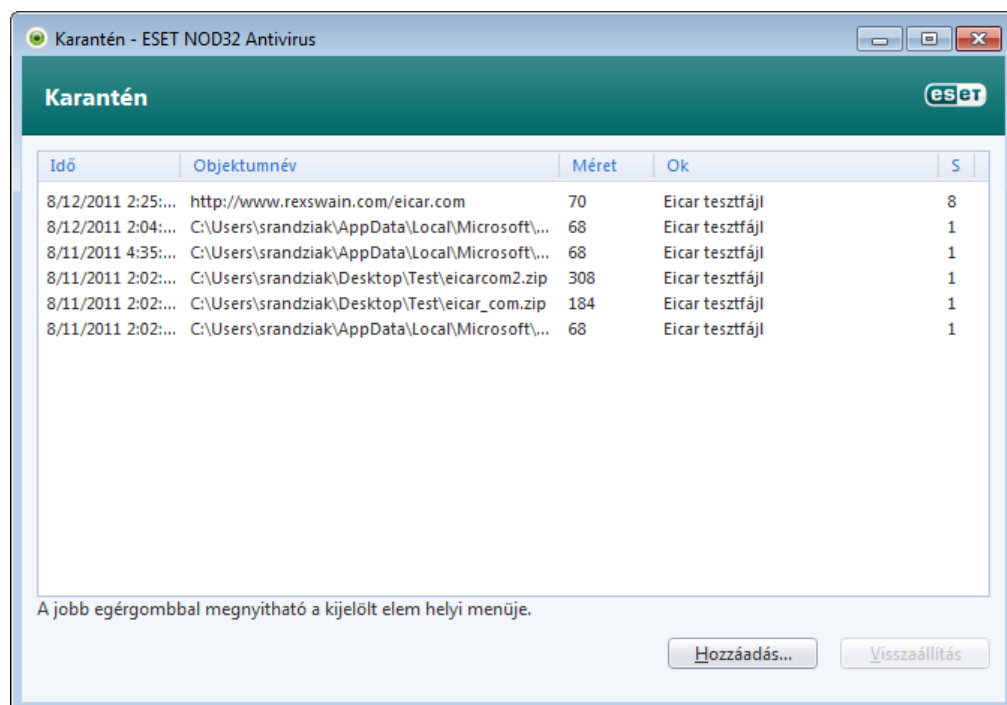 Karantén - ESET NOD32 Antivirus
Karantén
eset
Idő Objektumnév Méret Ok S
8/12/2011 2:25:... http://www.rexswain.com/eicar.com 70 Eicar tesztfájl 8
8/12/2011 2:04:... C:\Users\srandziak\AppData\Local\Microsoft\... 68 Eicar tesztfájl 1
8/11/2011 4:35:... C:\Users\srandziak\AppData\Local\Microsoft\... 68 Eicar tesztfájl 1
8/11/2011 2:02:... C:\Users\srandziak\Desktop\Test\eicarcom2.zip 308 Eicar tesztfájl 1
8/11/2011 2:02:... C:\Users\srandziak\Desktop\Test\eicar_com.zip 184 Eicar tesztfájl 1
8/11/2011 2:02:... C:\Users\srandziak\AppData\Local\Microsoft\... 68 Eicar tesztfájl 1
A jobb egérgombbal megnyitható a kijelölt elem helyi menüje.
Hozzáadás... Visszaállítás